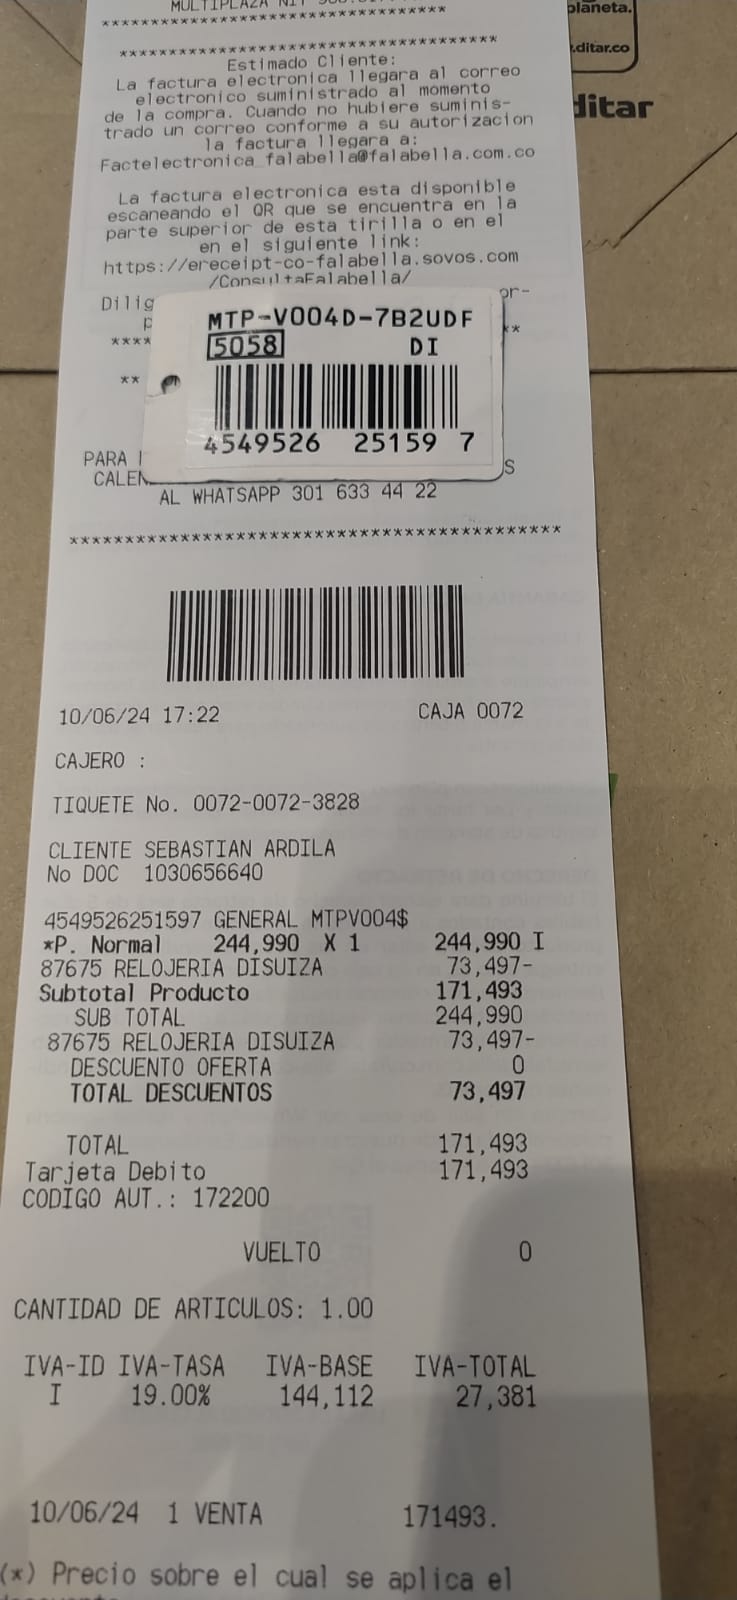 MULTIPLAZA NIT
**************************************
planeta.
ditar.co
ditar
**************************************
Estimado Cliente:
La factura electronica llegara al correo
electronico suministrado al momento
de la compra. Cuando no hubiere suminis-
trado un correo conforme a su autorizacion
la factura llegara a:
Factelectronica_falabella@falabella.com.co
La factura electronica esta disponible
escaneando el QR que se encuentra en la
parte superior de esta tirilla o en el
en el siguiente link:
https://ereceipt-co-falabella.sovos.com
/ConsultaFalabella/
Dilig or-
p
**** **
**
MTP-V004D-7B2UDF
5058 DI
4549526 25159 7
PARA
CALEN S
AL WHATSAPP 301 633 44 22
*******************************************
10/06/24 17:22 CAJA 0072
CAJERO :
TIQUETE No. 0072-0072-3828
CLIENTE SEBASTIAN ARDILA
No DOC 1030656640
4549526251597 GENERAL MTPV004$
*P. Normal 244,990 X 1 244,990 I
87675 RELOJERIA DISUIZA 73,497-
Subtotal Producto 171,493
SUB TOTAL 244,990
87675 RELOJERIA DISUIZA 73,497-
DESCUENTO OFERTA 0
TOTAL DESCUENTOS 73,497
TOTAL 171,493
Tarjeta Debito 171,493
CODIGO AUT.: 172200
VUELTO 0
CANTIDAD DE ARTICULOS: 1.00
IVA-ID IVA-TASA IVA-BASE IVA-TOTAL
I 19.00% 144,112 27,381
10/06/24 1 VENTA 171493.
(*) Precio sobre el cual se aplica el